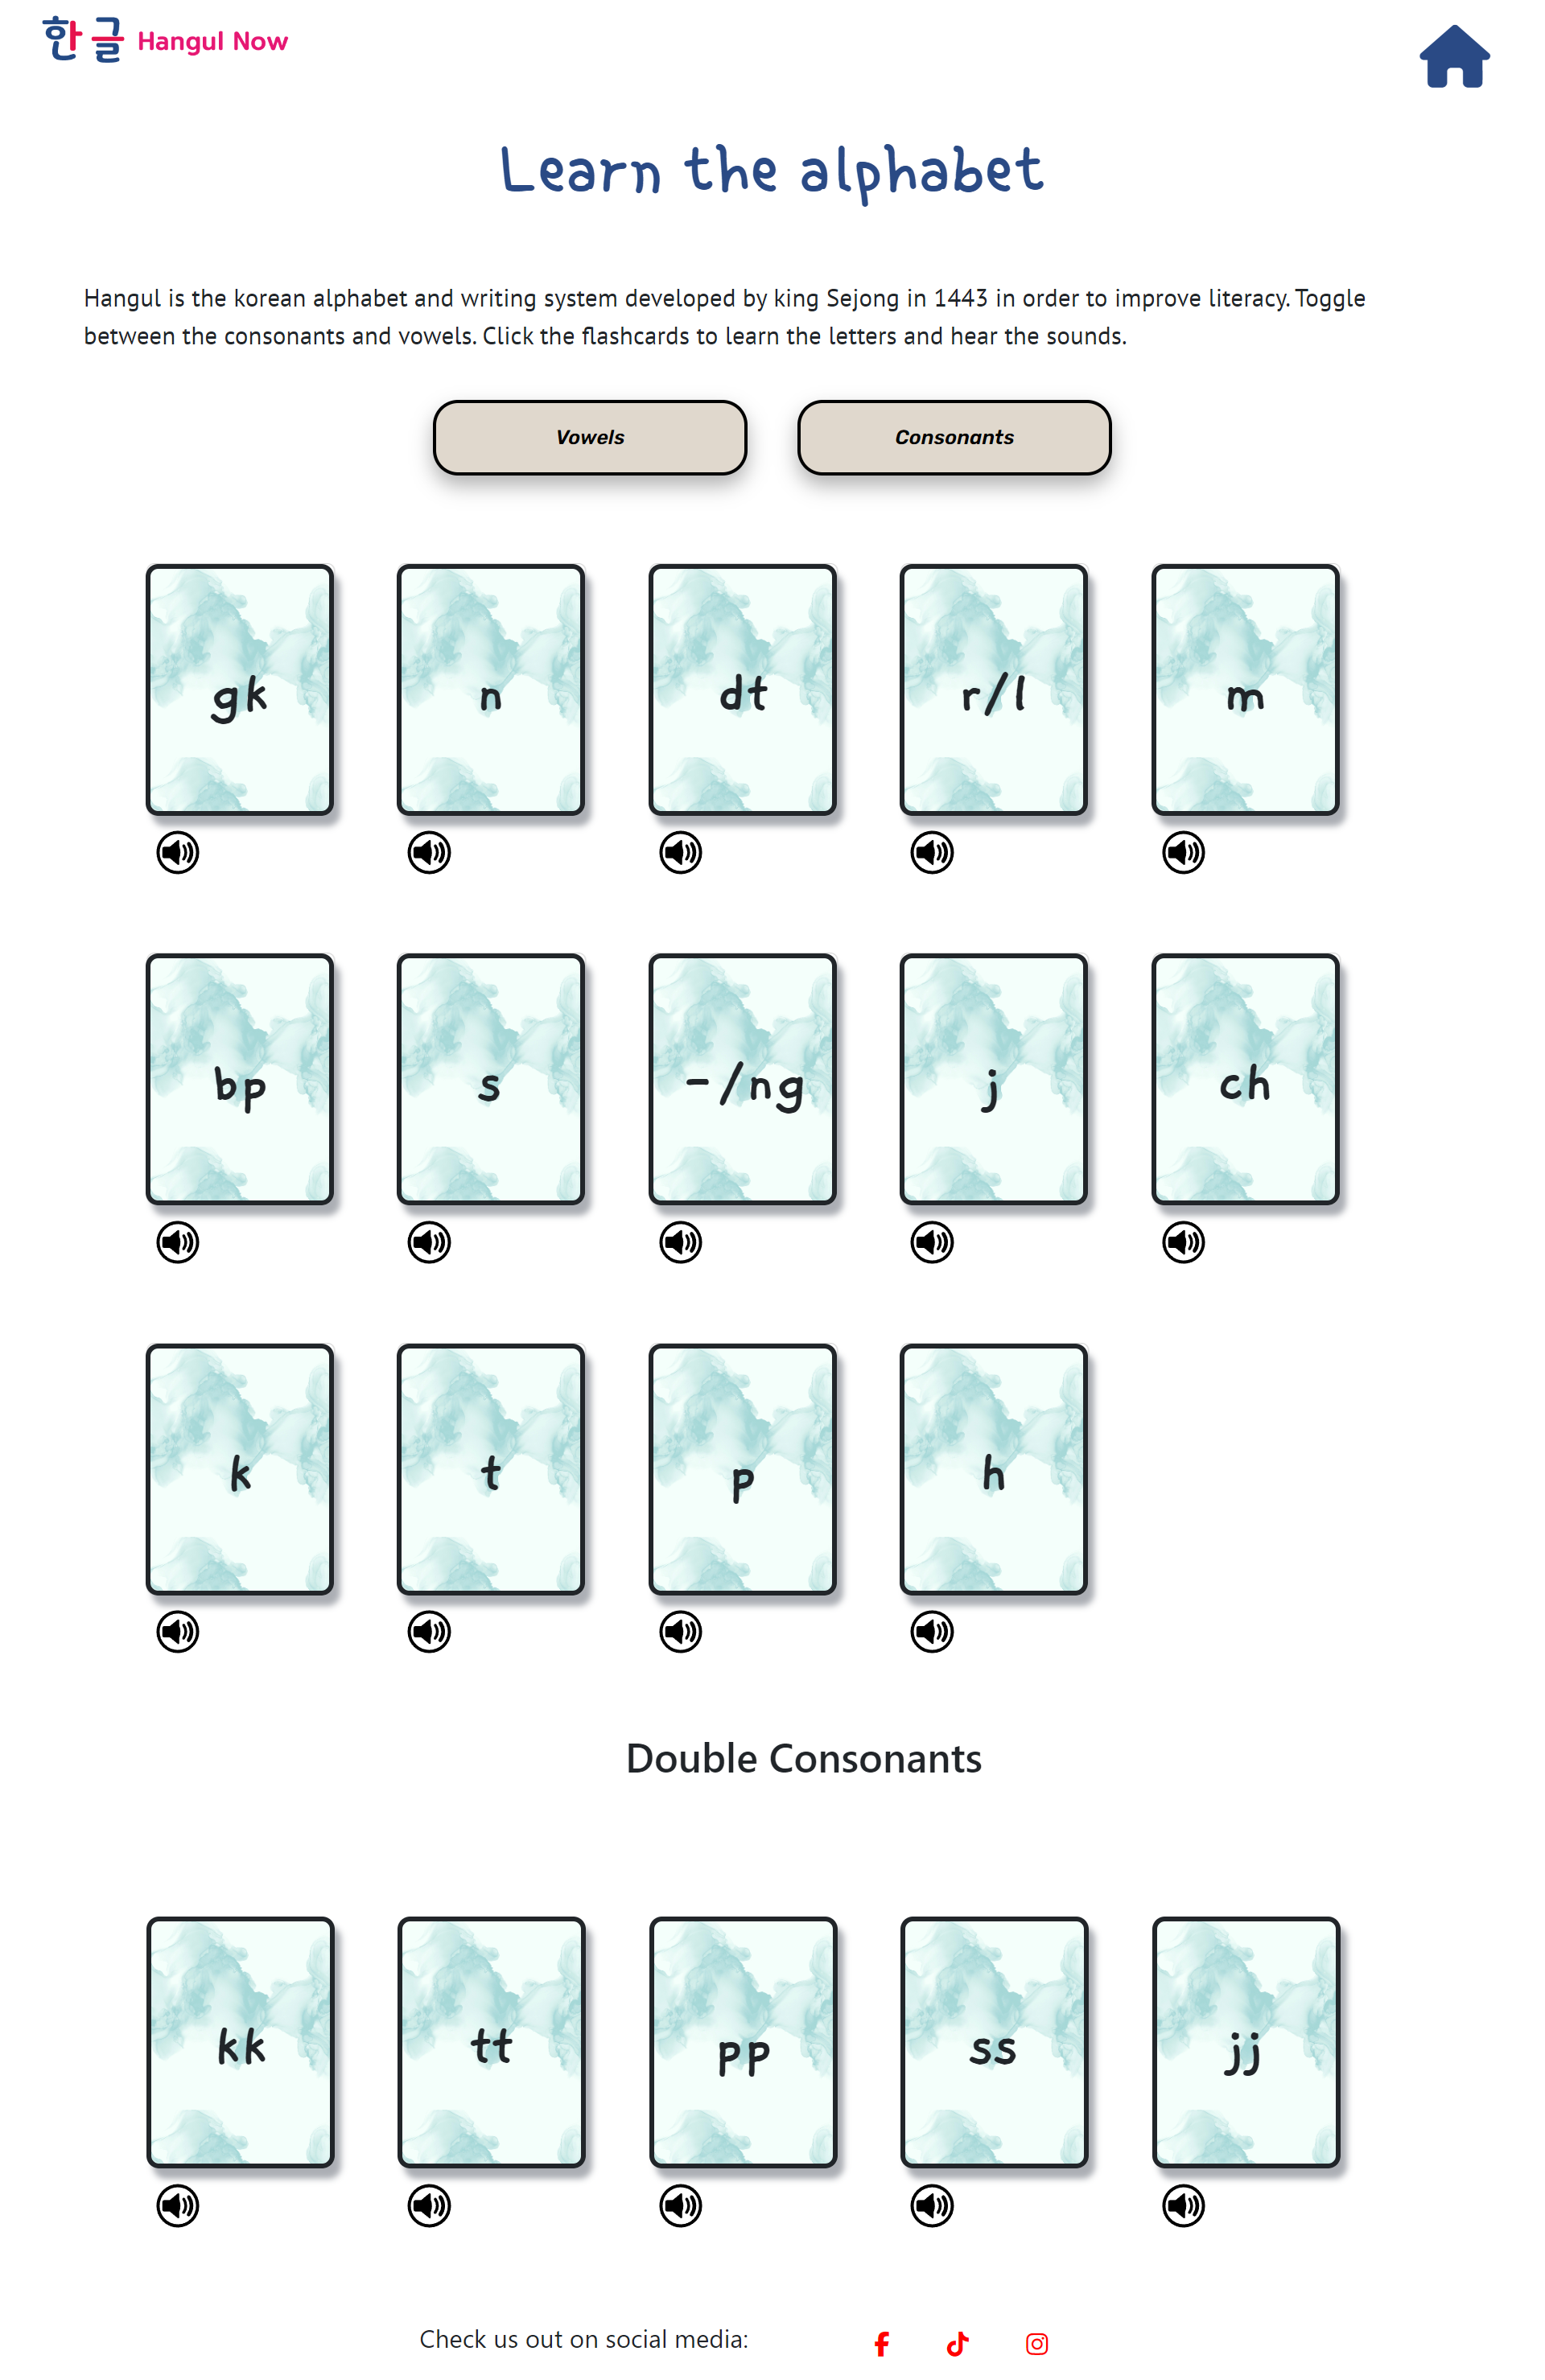 한글 Hangul Now
Learn the alphabet
Hangul is the korean alphabet and writing system developed by king Sejong in 1443 in order to improve literacy. Toggle
between the consonants and vowels. Click the flashcards to learn the letters and hear the sounds.
Vowels Consonants
gk n dt r/l m
bp s -/ng j ch
k t p h
Double Consonants
kk tt pp ss jj
Check us out on social media: